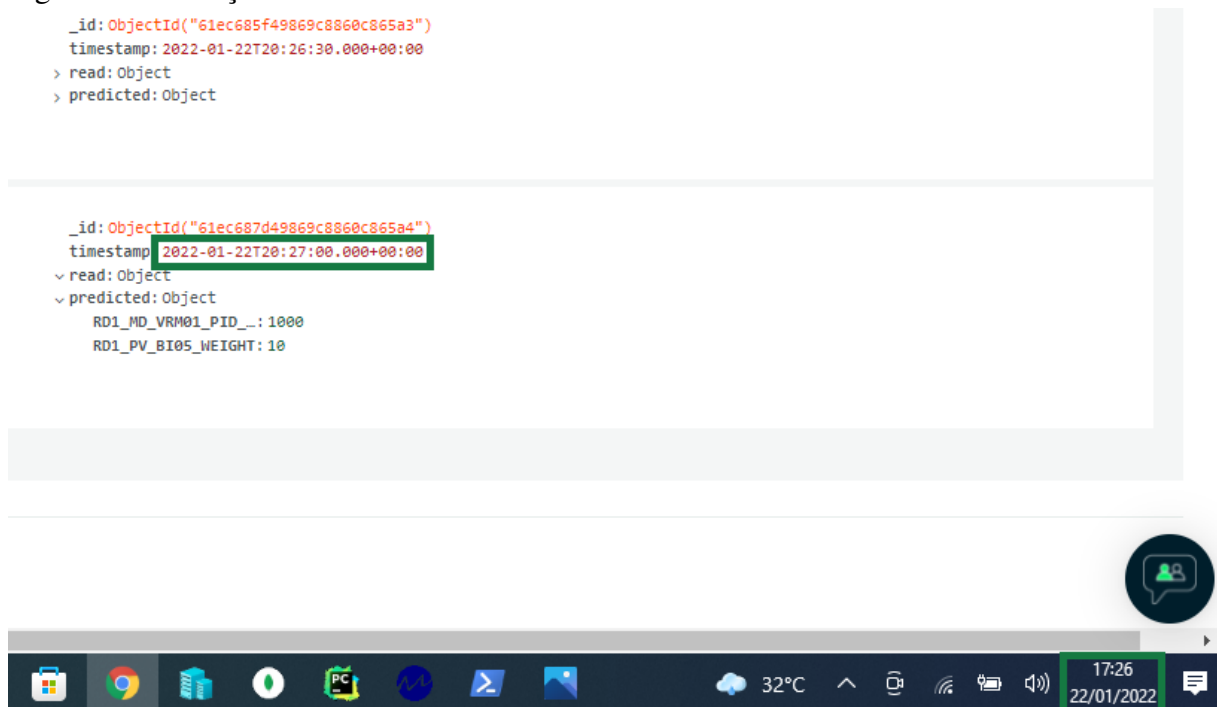 _id: ObjectId("61ec685f49869c8860c865a3")
timestamp: 2022-01-22T20:26:30.000+00:00
> read: Object
> predicted: Object
_id: ObjectId("61ec687d49869c8860c865a4")
timestamp 2022-01-22T20:27:00.000+00:00
read: Object
predicted: Object
RD1_MD_VRM01_PID_…: 1000
RD1_PV_BI05_WEIGHT: 10
PC
32°C
17:26
22/01/2022